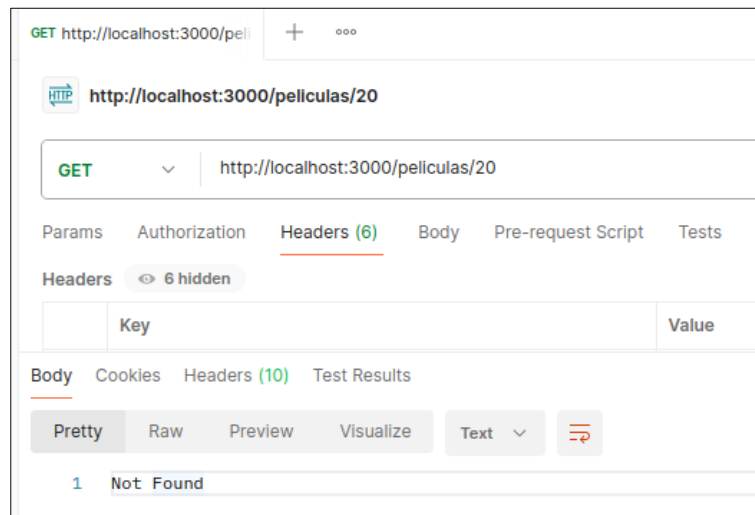 GET http://localhost:3000/peli
HTTP http://localhost:3000/peliculas/20
GET http://localhost:3000/peliculas/20
Params Authorization Headers (6) Body Pre-request Script Tests
Headers 6 hidden
Key Value
Body Cookies Headers (10) Test Results
Pretty Raw Preview Visualize Text
1 Not Found